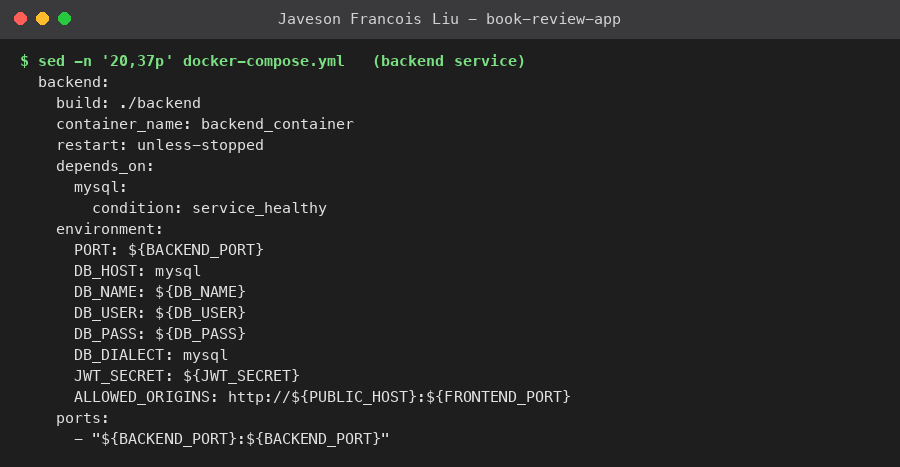 Javeson Francois Liu – book-review-app
$ sed -n '20,37p' docker-compose.yml   (backend service)
  backend:
    build: ./backend
    container_name: backend_container
    restart: unless-stopped
    depends_on:
      mysql:
        condition: service_healthy
    environment:
      PORT: ${BACKEND_PORT}
      DB_HOST: mysql
      DB_NAME: ${DB_NAME}
      DB_USER: ${DB_USER}
      DB_PASS: ${DB_PASS}
      DB_DIALECT: mysql
      JWT_SECRET: ${JWT_SECRET}
      ALLOWED_ORIGINS: http://${PUBLIC_HOST}:${FRONTEND_PORT}
    ports:
      - "${BACKEND_PORT}:${BACKEND_PORT}"